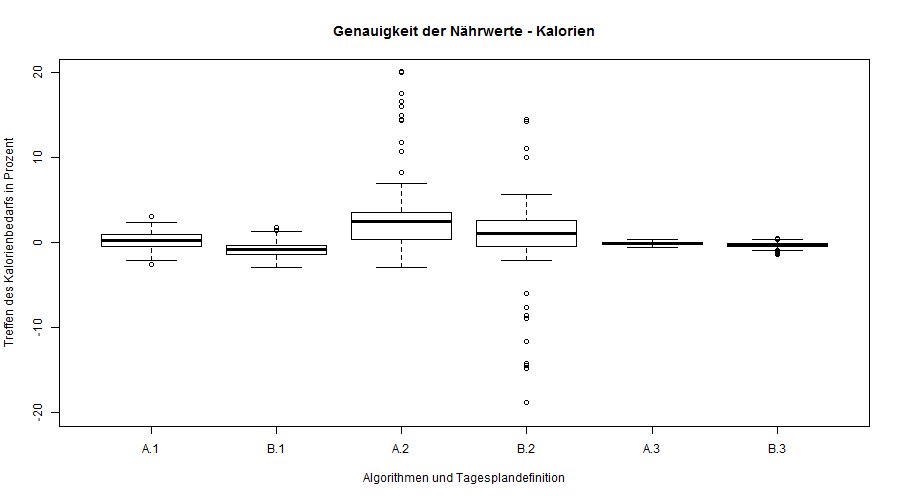 Genauigkeit der Nährwerte - Kalorien
Treffen des Kalorienbedarfs in Prozent
20
10
0
-10
-20
A.1 B.1 A.2 B.2 A.3 B.3
Algorithmen und Tagesplandefinition